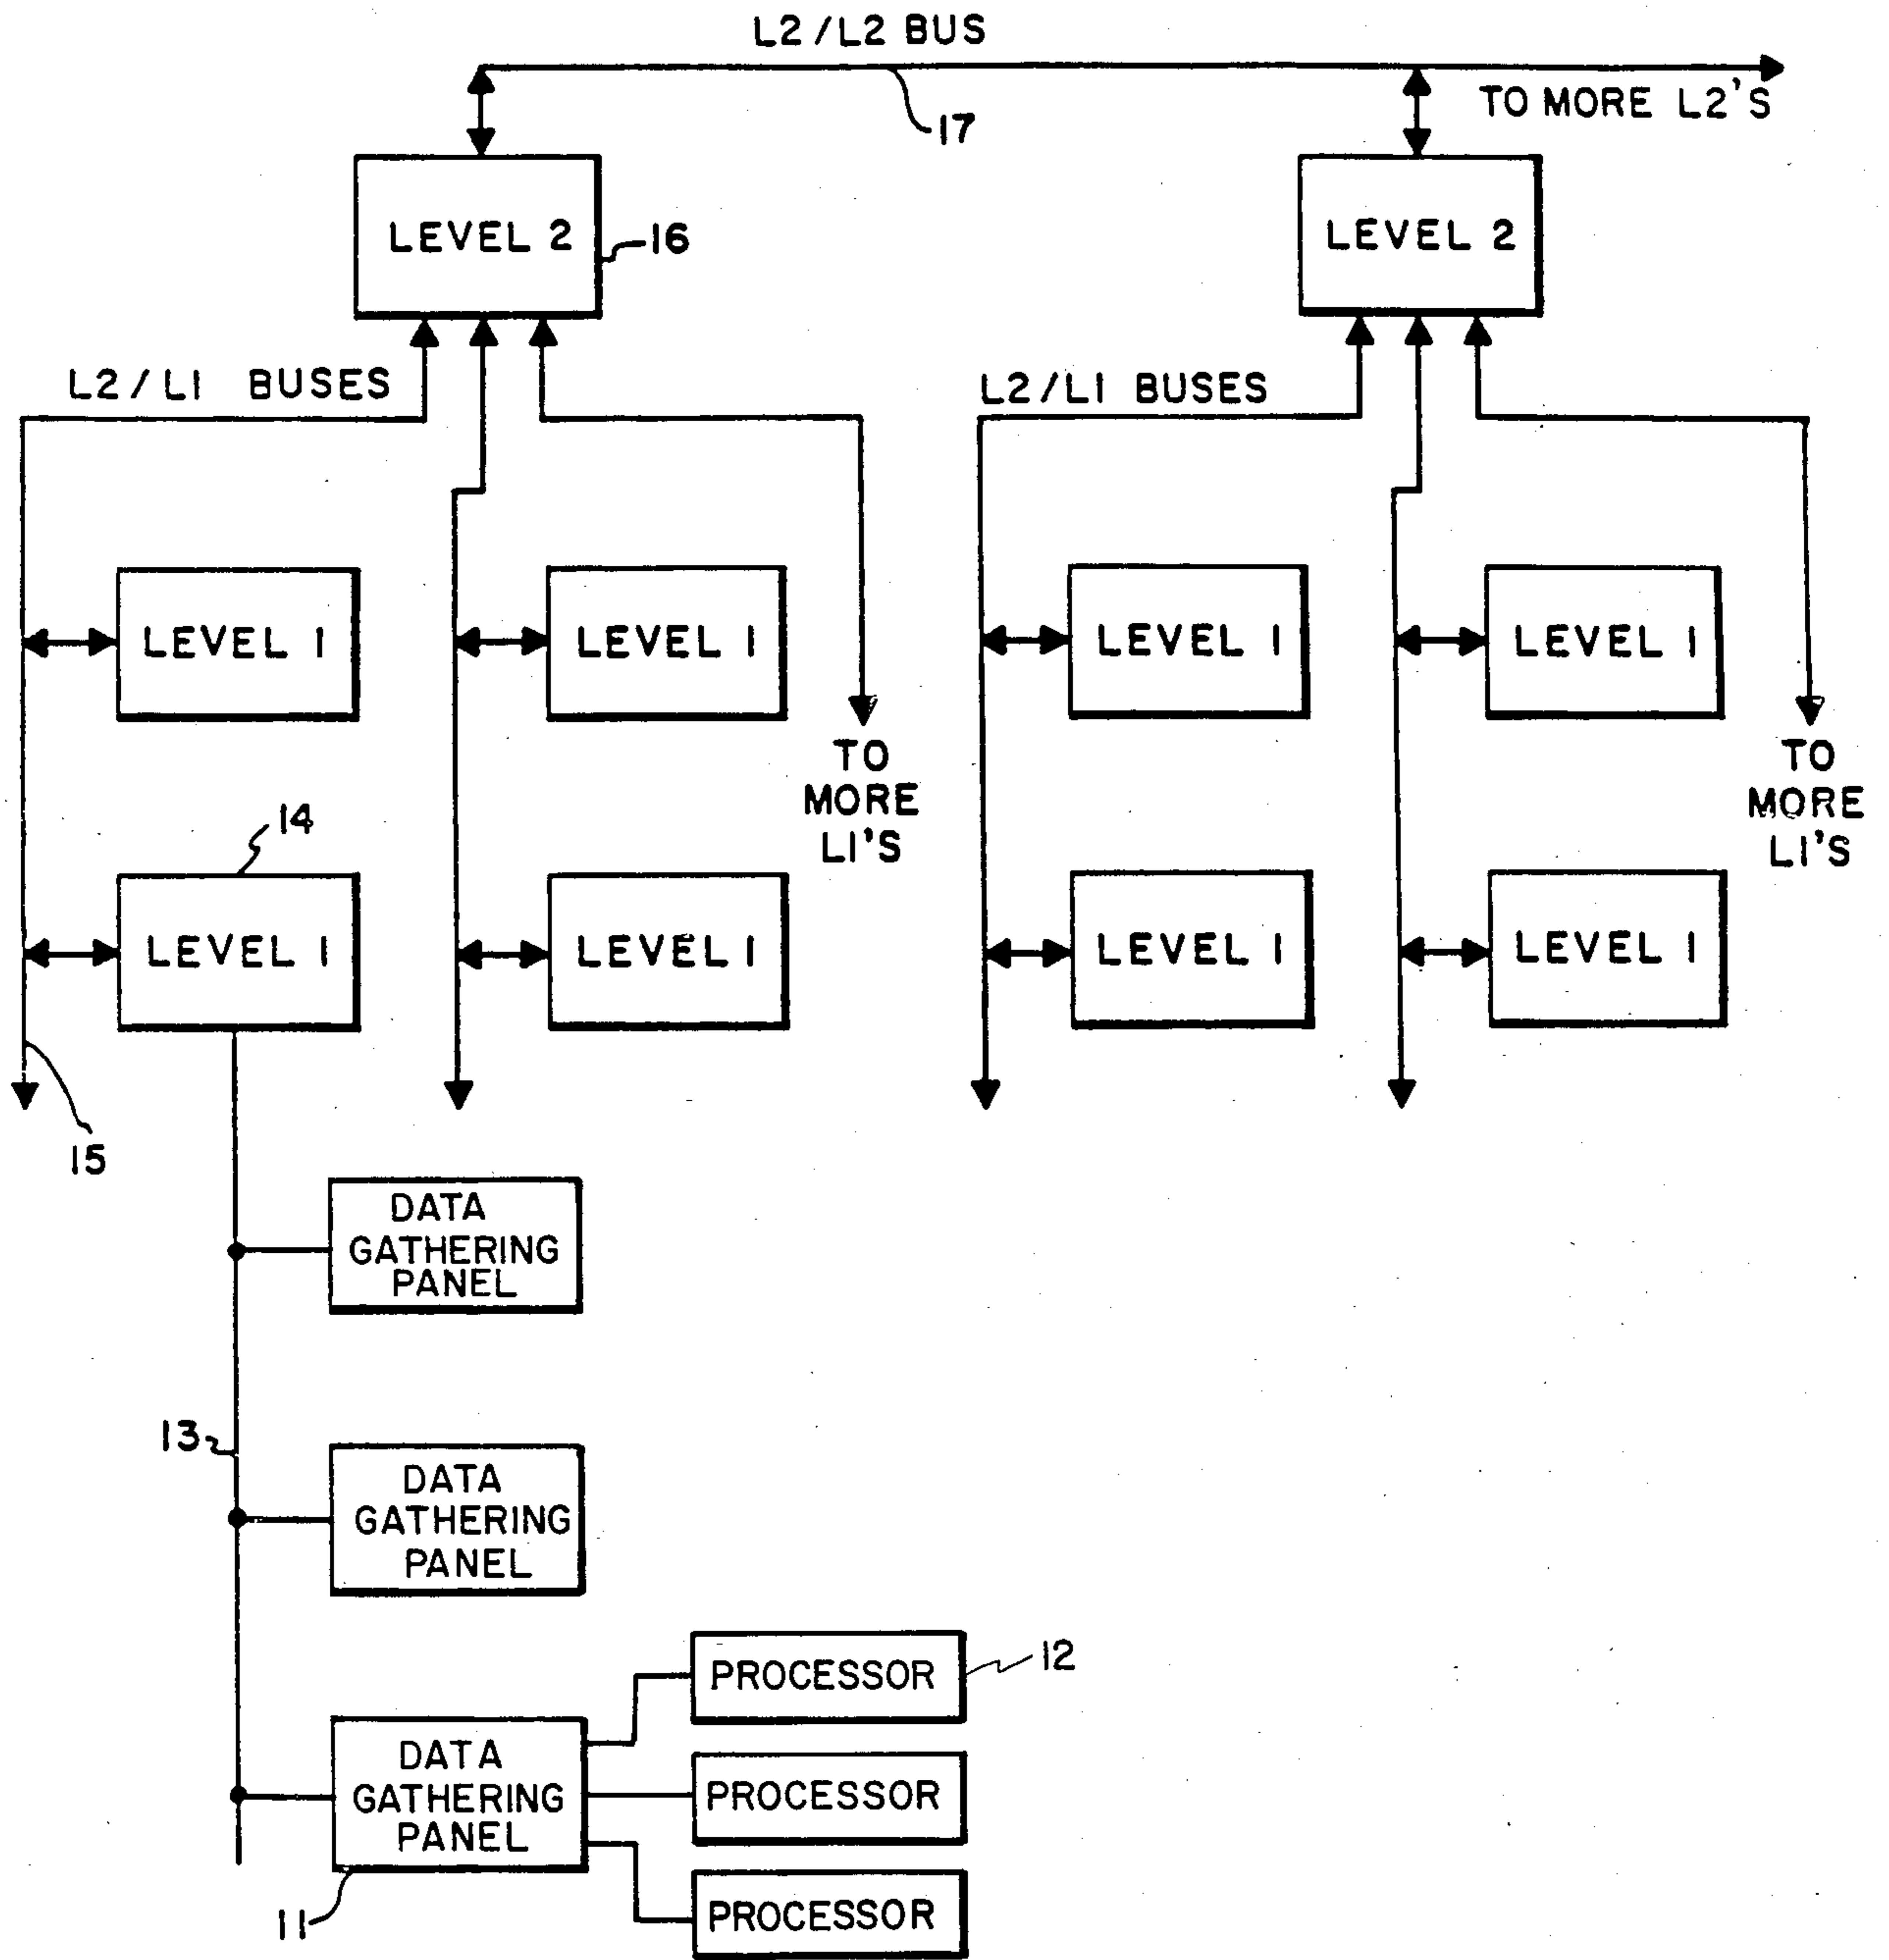 L2/L2 BUS
TO MORE L2'S
17
LEVEL 2
16
LEVEL 2
L2/L1 BUSES
L2/L1 BUSES
LEVEL 1
LEVEL 1
LEVEL 1
LEVEL 1
TO
MORE
L1'S
TO
MORE
L1'S
14
LEVEL 1
LEVEL 1
LEVEL 1
LEVEL 1
15
DATA
GATHERING
PANEL
13
DATA
GATHERING
PANEL
PROCESSOR
12
DATA
GATHERING
PANEL
PROCESSOR
11
PROCESSOR